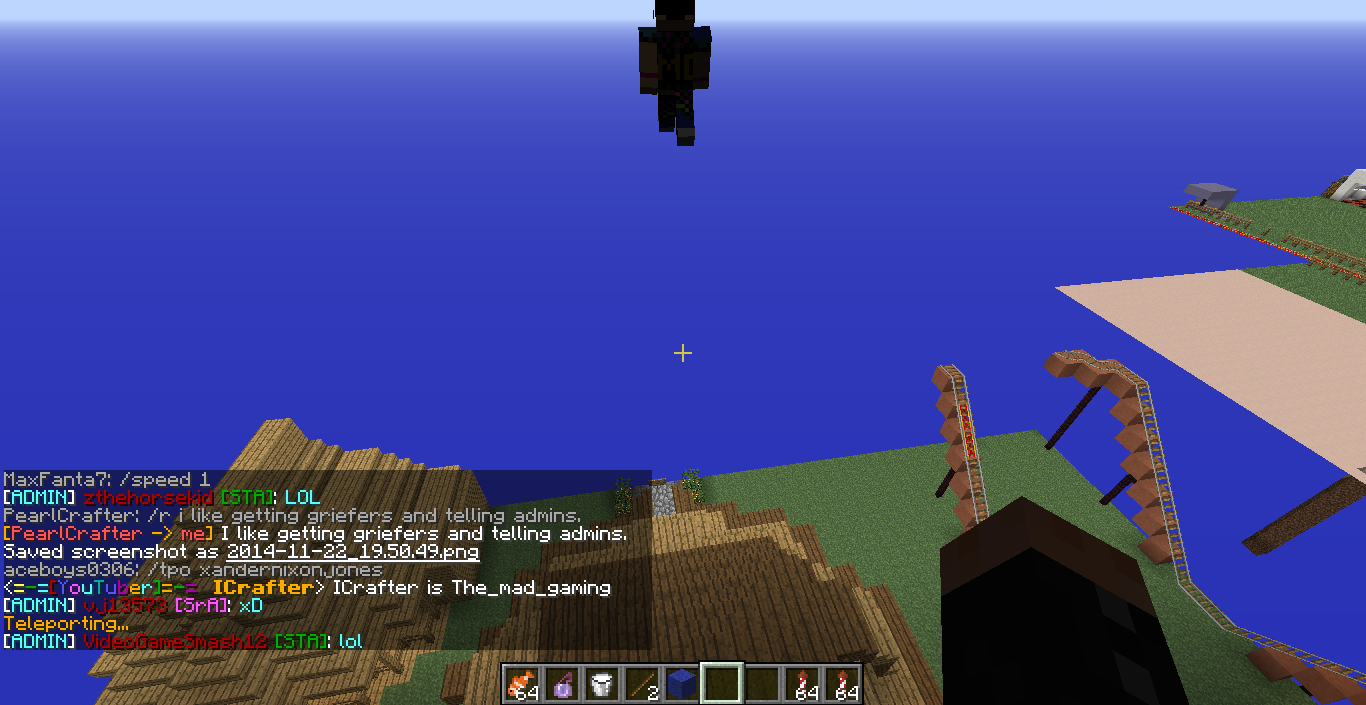 MaxFanta7: /speed 1
[ADMIN] zthehorsekid [STA]: LOL
PearlCrafter: /r i like getting griefers and telling admins.
[PearlCrafter -> me] I like getting griefers and telling admins.
Saved screenshot as 2014-11-22_19.50.49.png
aceboys0306: /tpo xandernixonjones
<=-=[YouTuber]=-= ICrafter> ICrafter is The_mad_gaming
[ADMIN] vj13573 [SrA]: xD
Teleporting...
[ADMIN] VideoGameSmash12 [STA]: lol
64 2 64 64